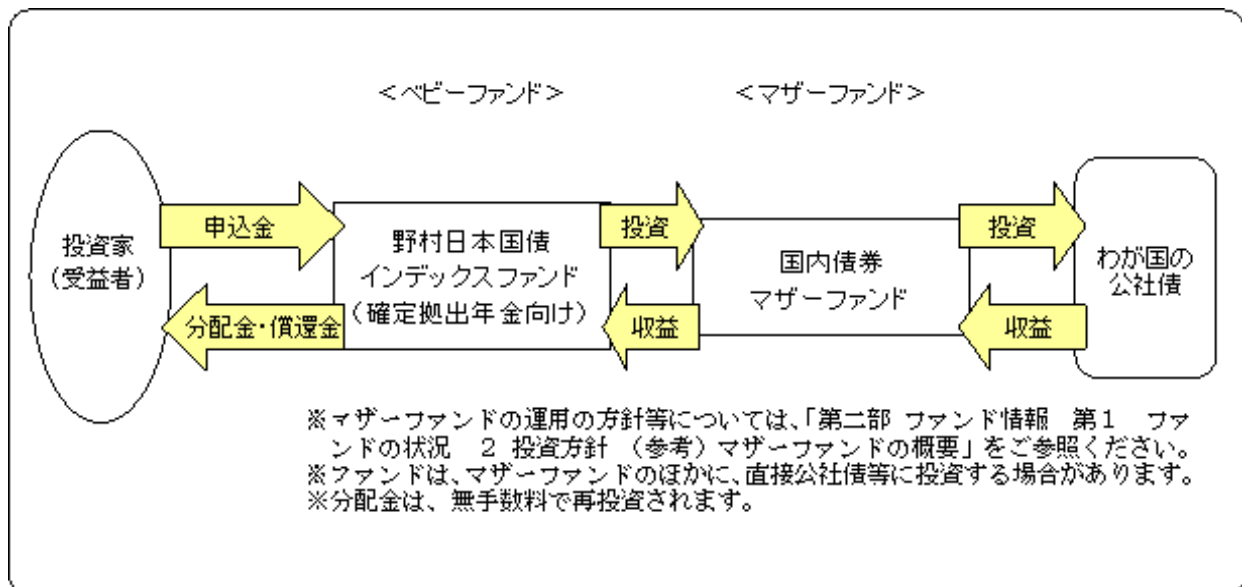 ＜ベビーファンド＞
＜マザーファンド＞
投資家
（受益者）
申込金
分配金・償還金
野村日本国債
インデックスファンド
（確定拠出年金向け）
投資
収益
国内債券
マザーファンド
投資
収益
わが国の
公社債
※マザーファンドの運用の方針等については、「第二部 ファンド情報 第１ ファ
ンドの状況 ２ 投資方針 （参考）マザーファンドの概要」をご参照ください。
※ファンドは、マザーファンドのほかに、直接公社債等に投資する場合があります。
※分配金は、無手数料で再投資されます。